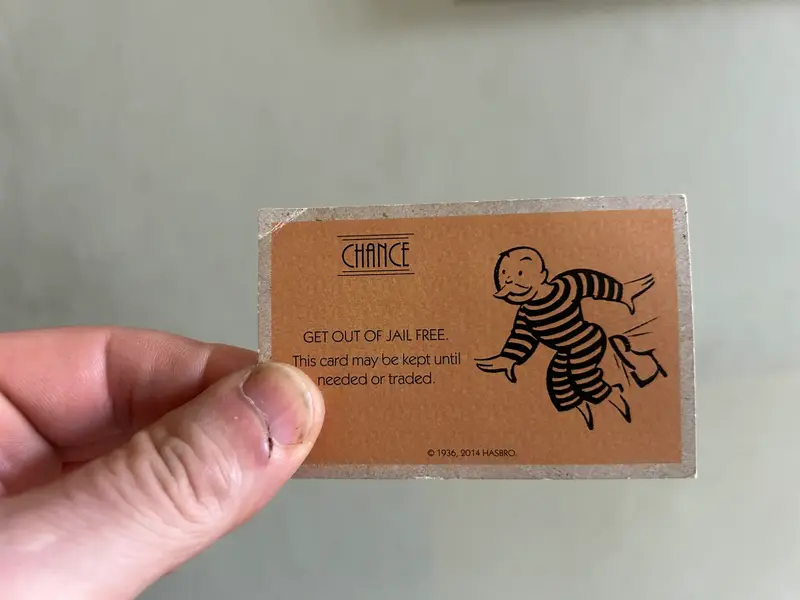 CHANCE
GET OUT OF JAIL FREE.
This card may be kept until
needed or traded.
© 1936, 2014 HASBRO.